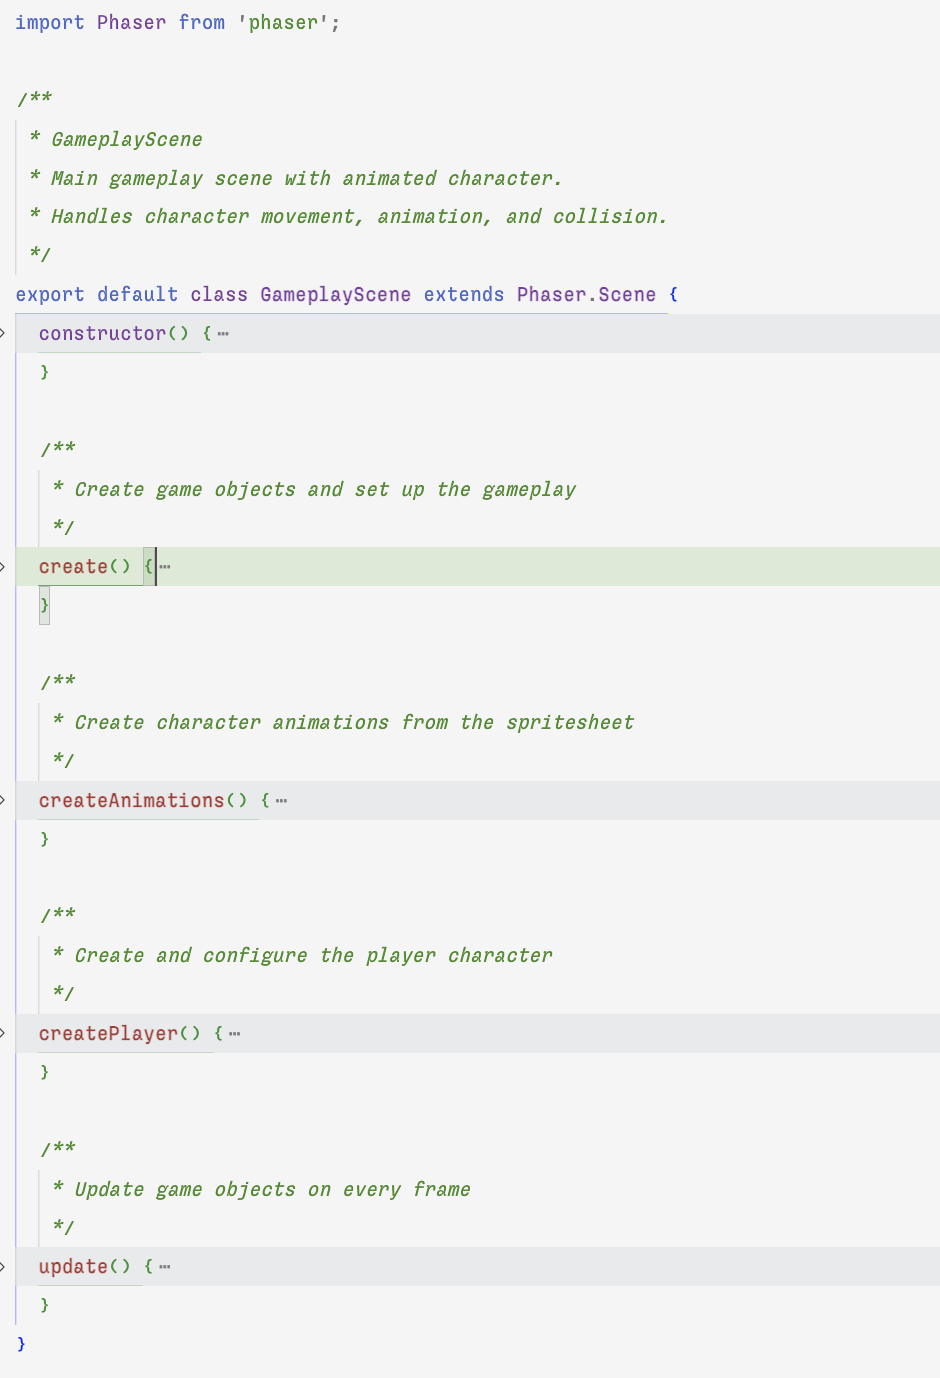 import Phaser from 'phaser';
/**
 * GameplayScene
 * Main gameplay scene with animated character.
 * Handles character movement, animation, and collision.
 */
export default class GameplayScene extends Phaser.Scene {
  constructor() { ⋯
  }
  /**
   * Create game objects and set up the gameplay
   */
  create() { ⋯
  }
  /**
   * Create character animations from the spritesheet
   */
  createAnimations() { ⋯
  }
  /**
   * Create and configure the player character
   */
  createPlayer() { ⋯
  }
  /**
   * Update game objects on every frame
   */
  update() { ⋯
  }
}